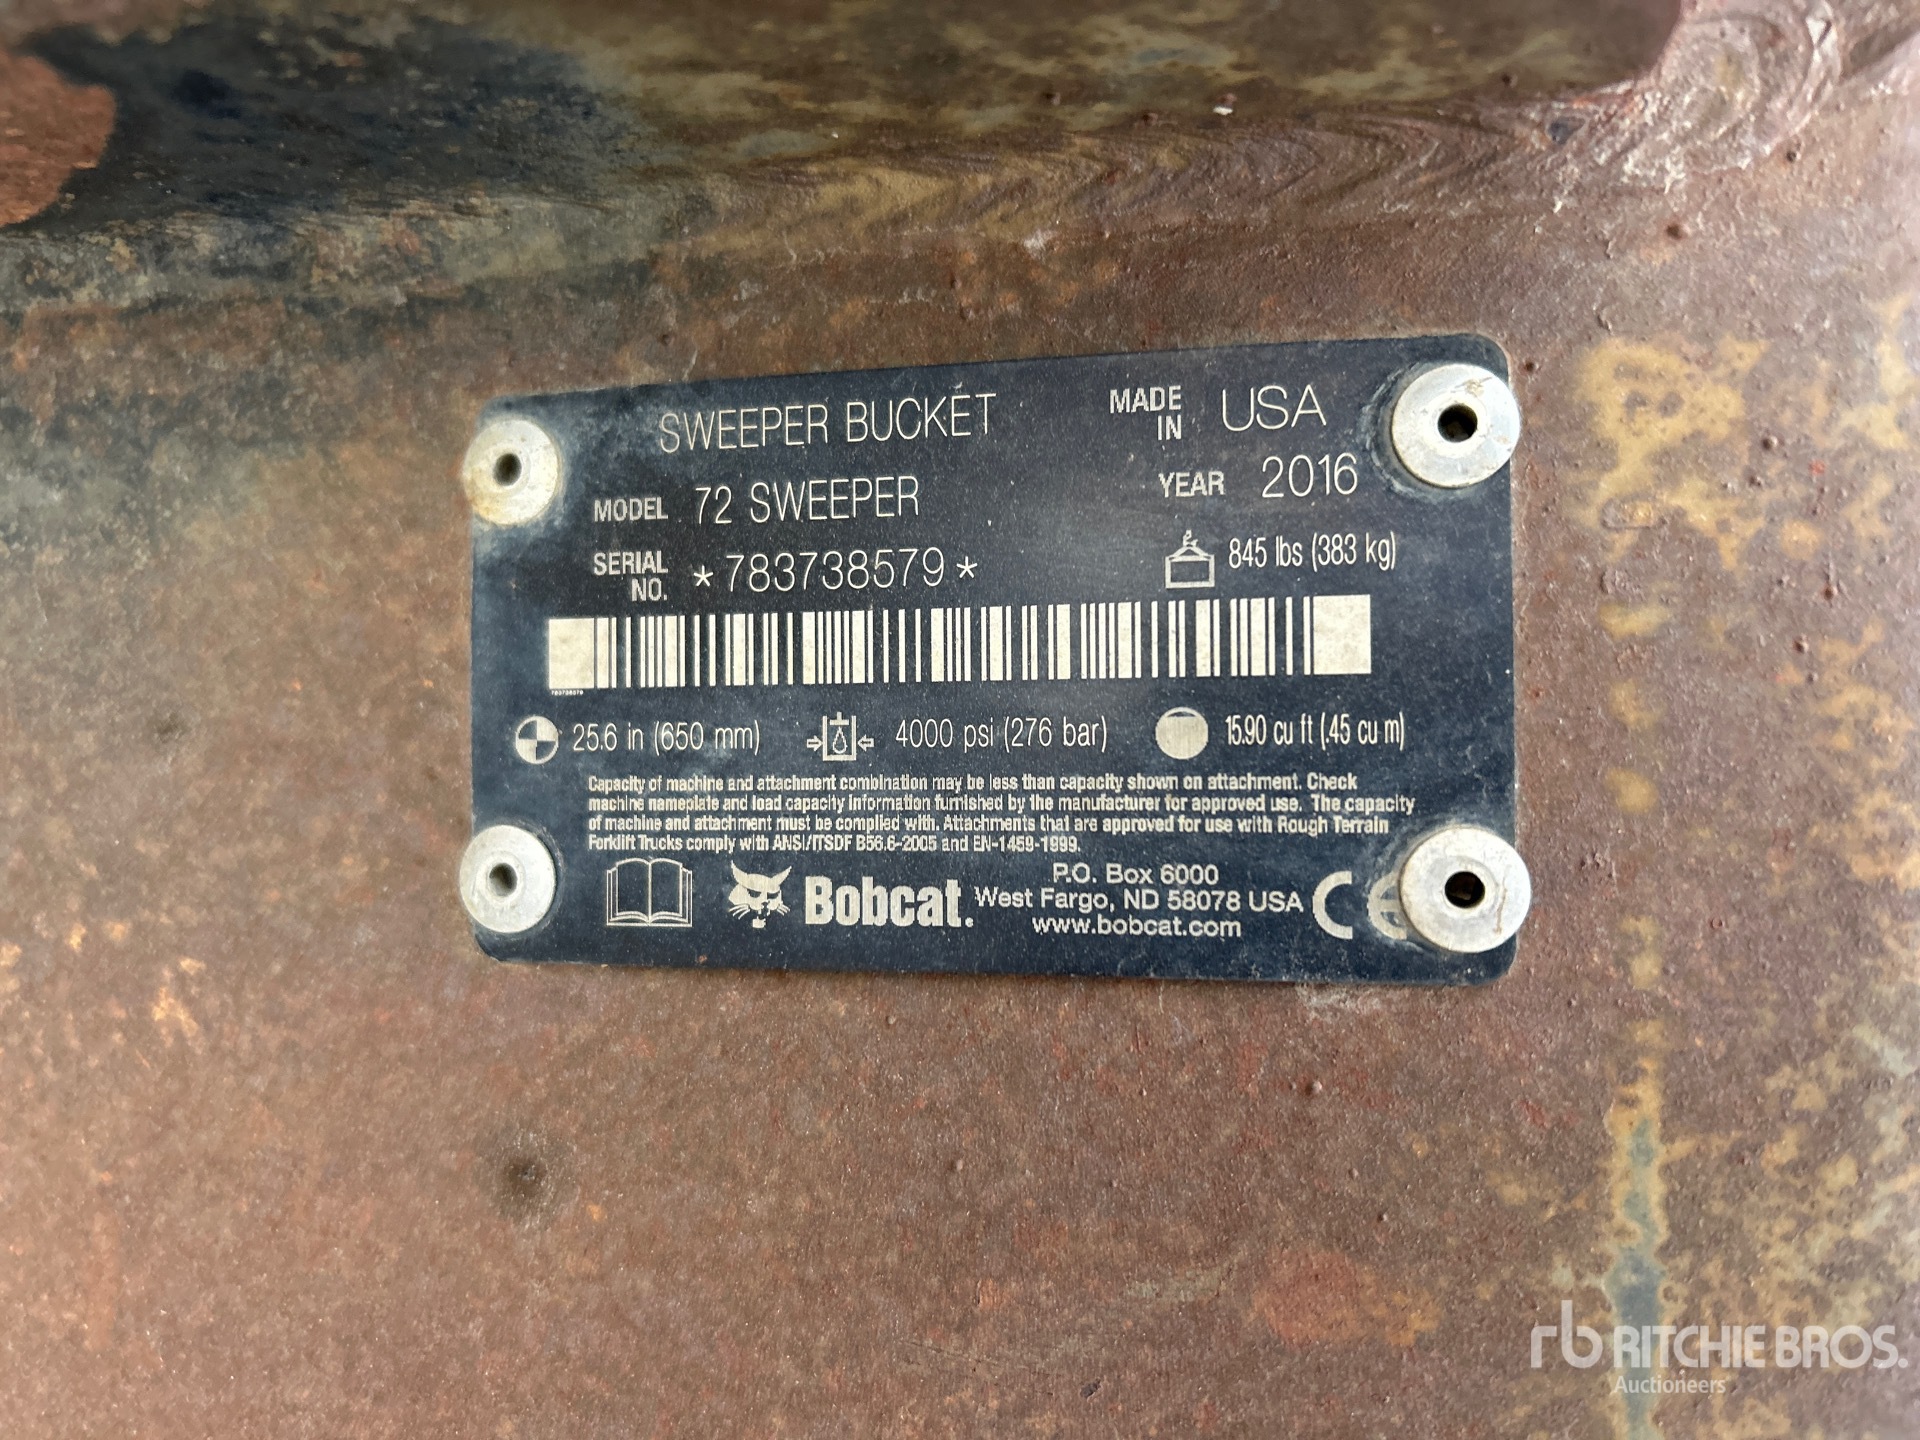 SWEEPER BUCKET
MADE IN USA
MODEL 72 SWEEPER
YEAR 2016
SERIAL NO. *783738579*
845 lbs (383 kg)
783738579
25.6 in (650 mm)
4000 psi (276 bar)
15.90 cu ft (.45 cu m)
Capacity of machine and attachment combination may be less than capacity shown on attachment. Check
machine nameplate and load capacity information furnished by the manufacturer for approved use. The capacity
of machine and attachment must be complied with. Attachments that are approved for use with Rough Terrain
Forklift Trucks comply with ANSI/ITSDF B56.6-2005 and EN-1459-1999.
Bobcat.
P.O. Box 6000
West Fargo, ND 58078 USA
www.bobcat.com
CE
rb RITCHIE BROS.
Auctioneers